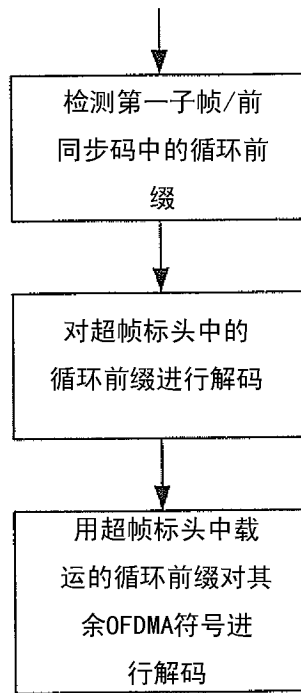 检测第一子帧/前
同步码中的循环前
缀
对超帧标头中的
循环前缀进行解码
用超帧标头中载
运的循环前缀对其
余OFDMA符号进
行解码